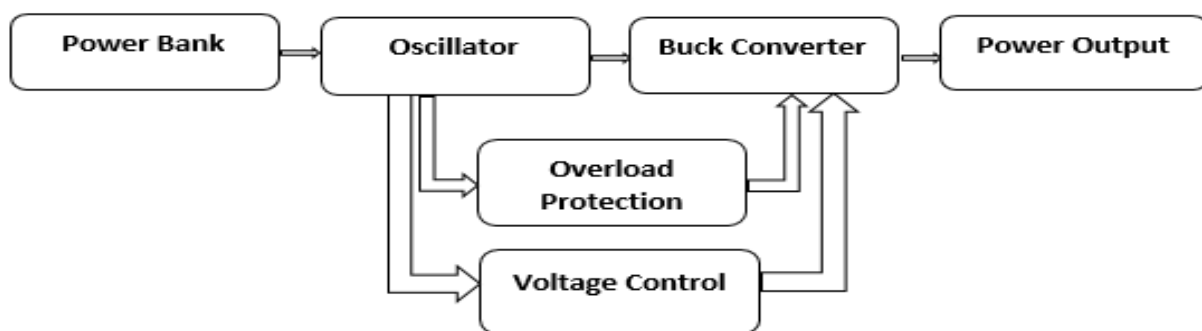 Power Bank
Oscillator
Buck Converter
Power Output
Overload
Protection
Voltage Control